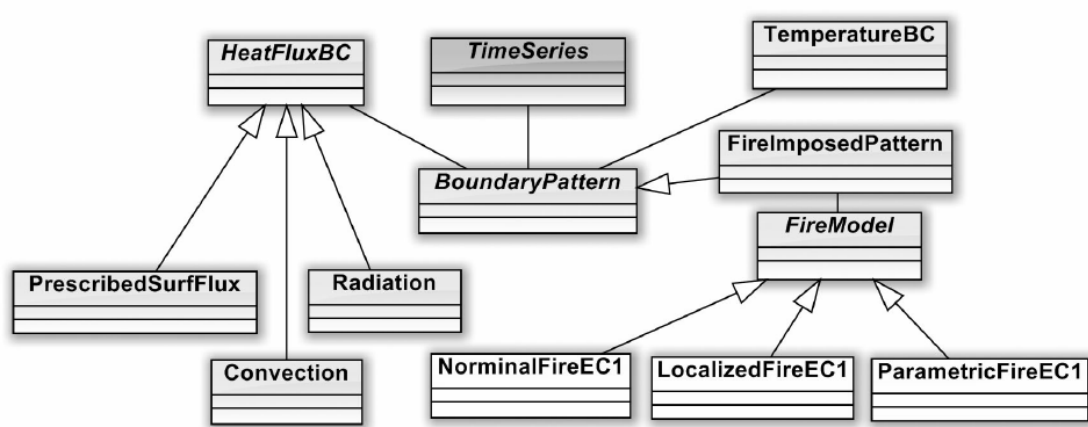 HeatFluxBC
TimeSeries
TemperatureBC
FireImposedPattern
BoundaryPattern
FireModel
PrescribedSurfFlux
Radiation
Convection
NorminalFireEC1
LocalizedFireEC1
ParametricFireEC1